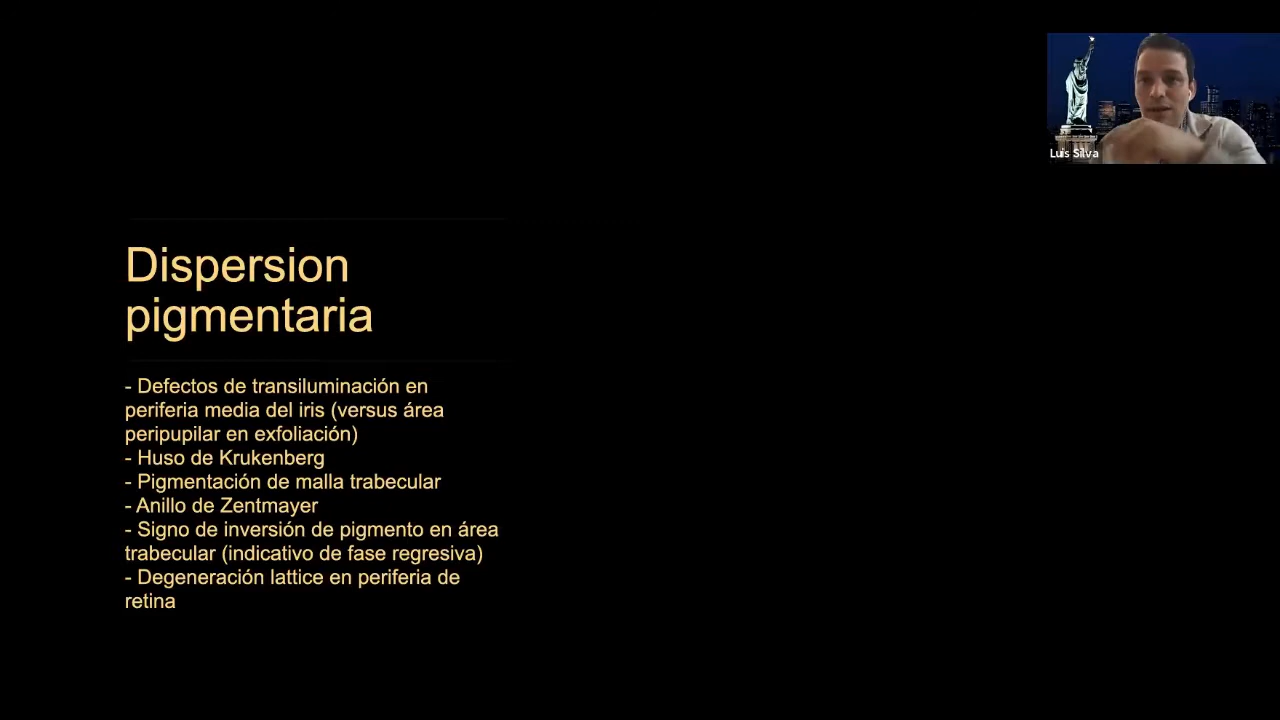 Luis Silva
Dispersion
pigmentaria
- Defectos de transiluminación en
periferia media del iris (versus área
peripupilar en exfoliación)
- Huso de Krukenberg
- Pigmentación de malla trabecular
- Anillo de Zentmayer
- Signo de inversión de pigmento en área
trabecular (indicativo de fase regresiva)
- Degeneración lattice en periferia de
retina